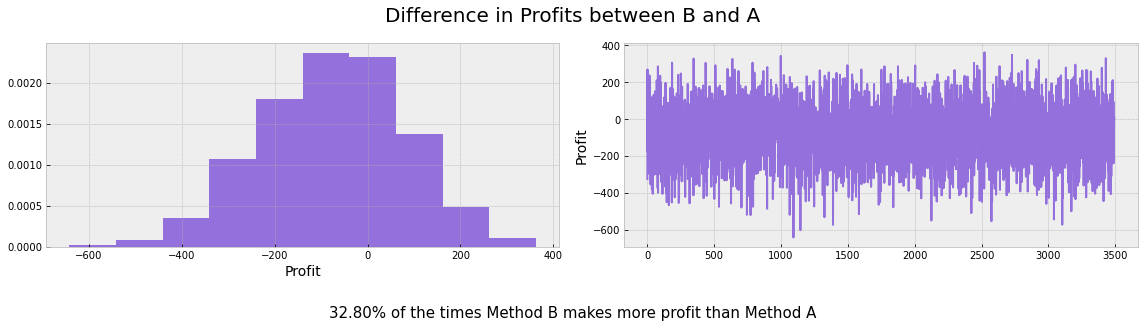 Difference in Profits between B and A
0.0020
0.0015
0.0010
0.0005
0.0000
−600 −400 −200 0 200 400
Profit
Profit
400
200
0
−200
−400
−600
0 500 1000 1500 2000 2500 3000 3500
32.80% of the times Method B makes more profit than Method A